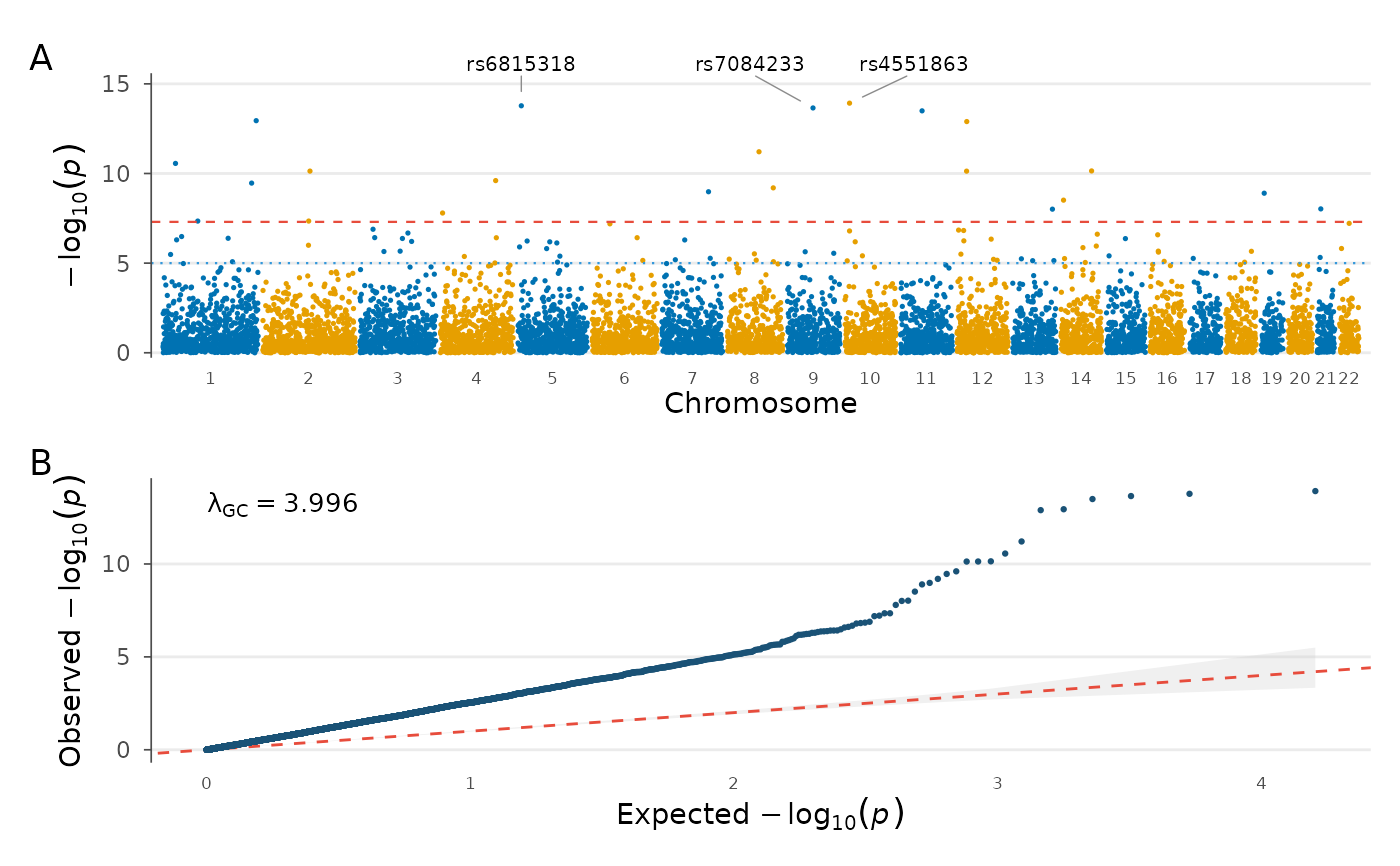 A
rs6815318 rs7084233 rs4551863
15
10
5
0
−log₁₀(p)
1 2 3 4 5 6 7 8 9 10 11 12 13 14 15 16 17 18 19 20 21 22
Chromosome
B
λGC = 3.996
10
5
0
Observed −log₁₀(p)
0 1 2 3 4
Expected −log₁₀(p)